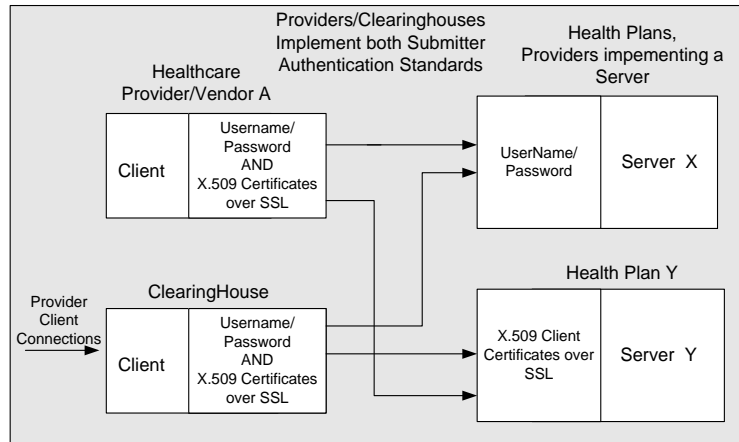 Providers/Clearinghouses
Implement both Submitter
Authentication Standards
Health Plans,
Providers impementing a
Server
Healthcare
Provider/Vendor A
Client
Username/
Password
AND
X.509 Certificates
over SSL
UserName/
Password
Server X
Health Plan Y
ClearingHouse
Provider
Client
Connections
Client
Username/
Password
AND
X.509 Certificates
over SSL
X.509 Client
Certificates over
SSL
Server Y